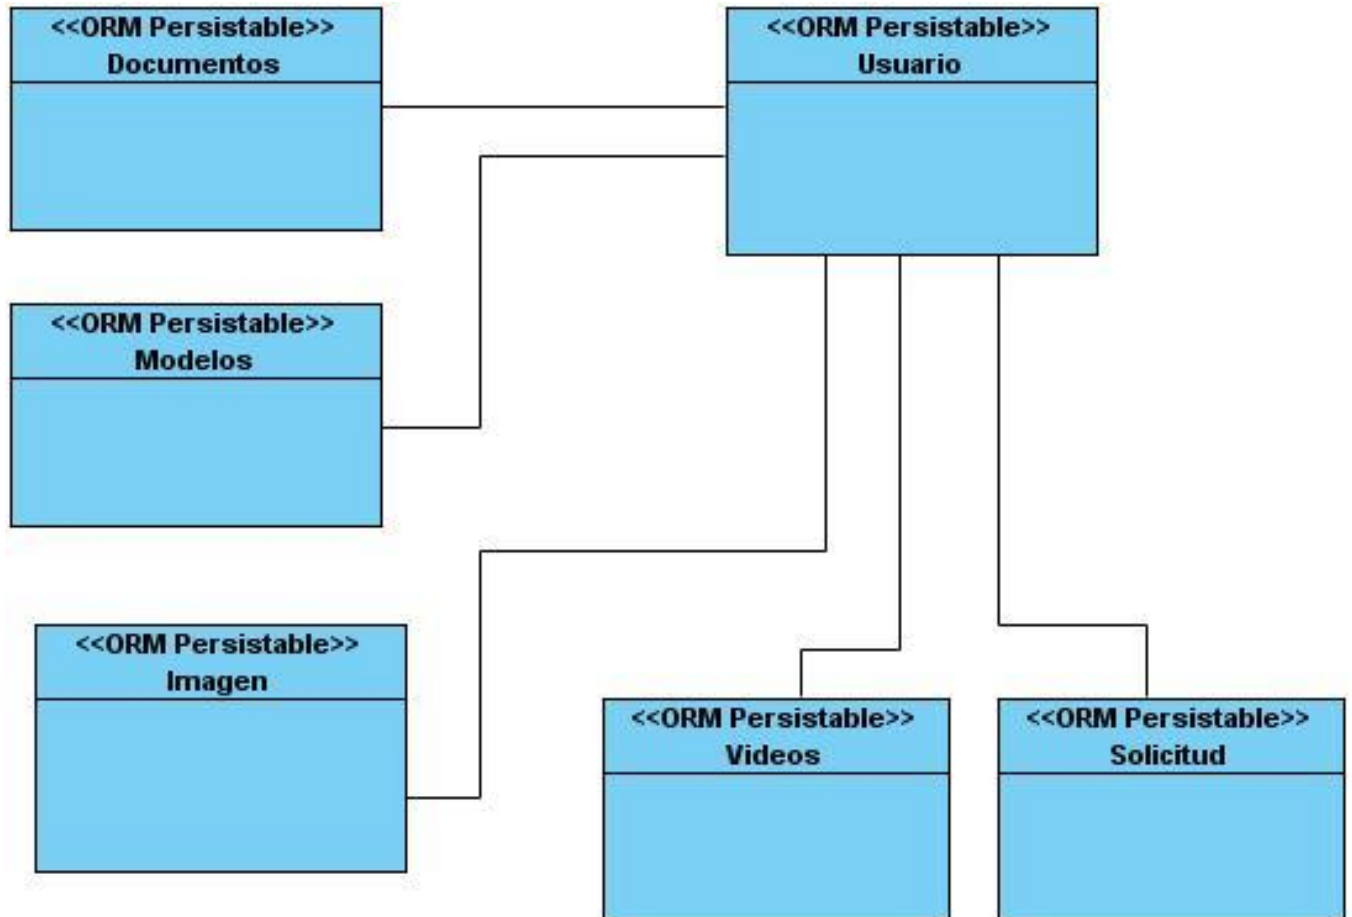 <<ORM Persistable>>
Documentos
<<ORM Persistable>>
Usuario
<<ORM Persistable>>
Modelos
<<ORM Persistable>>
Imagen
<<ORM Persistable>>
Videos
<<ORM Persistable>>
Solicitud